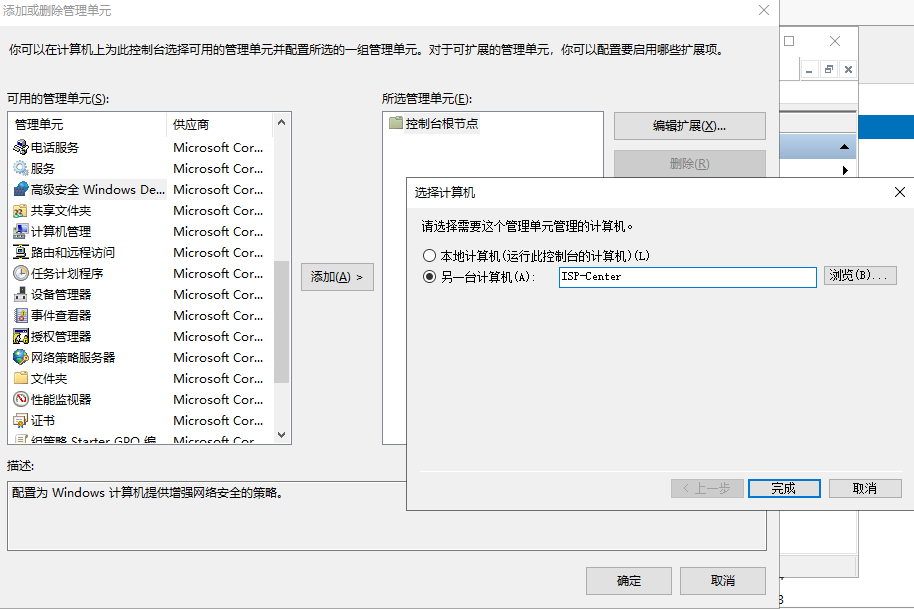 添加或删除管理单元
你可以在计算机上为此控制台选择可用的管理单元并配置所选的一组管理单元。对于可扩展的管理单元，你可以配置要启用哪些扩展项。
可用的管理单元(S):
管理单元 供应商
电话服务 Microsoft Cor...
服务 Microsoft Cor...
高级安全 Windows De... Microsoft Cor...
共享文件夹 Microsoft Cor...
计算机管理 Microsoft Cor...
路由和远程访问 Microsoft Cor...
任务计划程序 Microsoft Cor...
设备管理器 Microsoft Cor...
事件查看器 Microsoft Cor...
授权管理器 Microsoft Cor...
网络策略服务器 Microsoft Cor...
文件夹 Microsoft Cor...
性能监视器 Microsoft Cor...
证书 Microsoft Cor...
组策略 Starter GPO 编 Microsoft Cor
添加(A) >
所选管理单元(E):
控制台根节点
编辑扩展(X)...
删除(R)
选择计算机
请选择需要这个管理单元管理的计算机。
本地计算机(运行此控制台的计算机)(L)
另一台计算机(A): ISP-Center 浏览(B)...
< 上一步 完成 取消
描述:
配置为 Windows 计算机提供增强网络安全的策略。
确定 取消